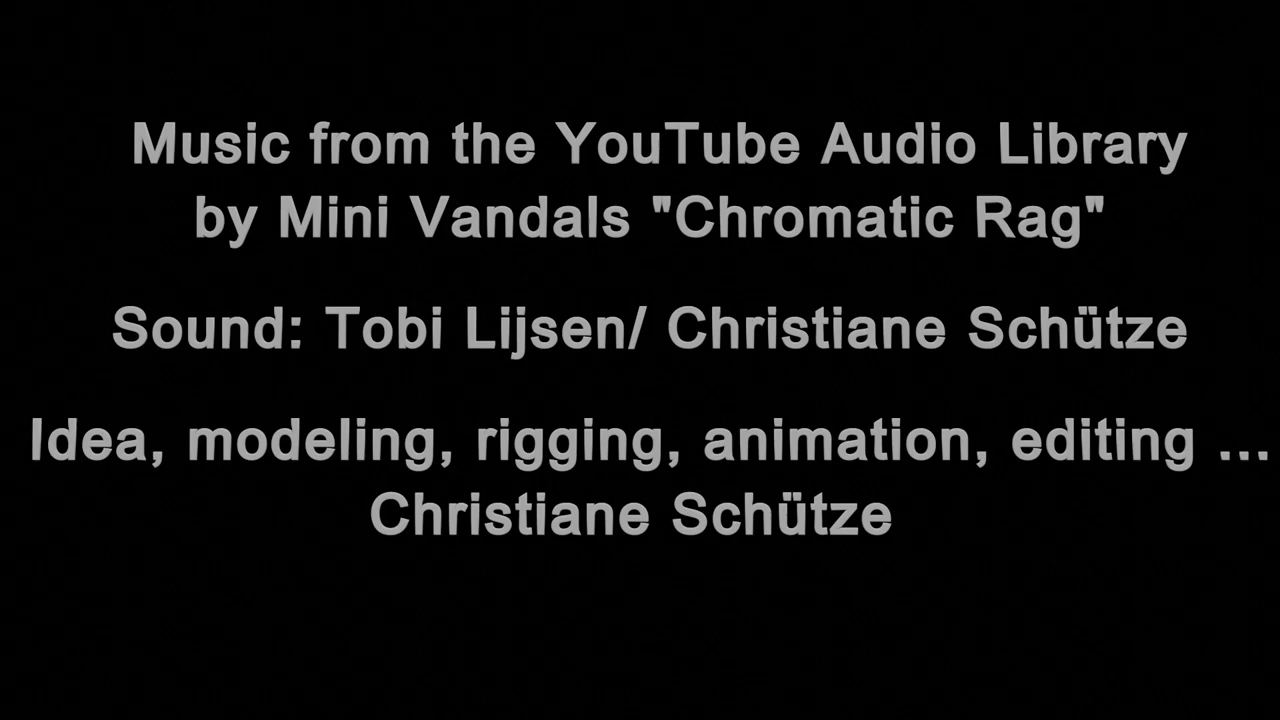 Music from the YouTube Audio Library
by Mini Vandals "Chromatic Rag"
Sound: Tobi Lijsen/ Christiane Schütze
Idea, modeling, rigging, animation, editing ...
Christiane Schütze